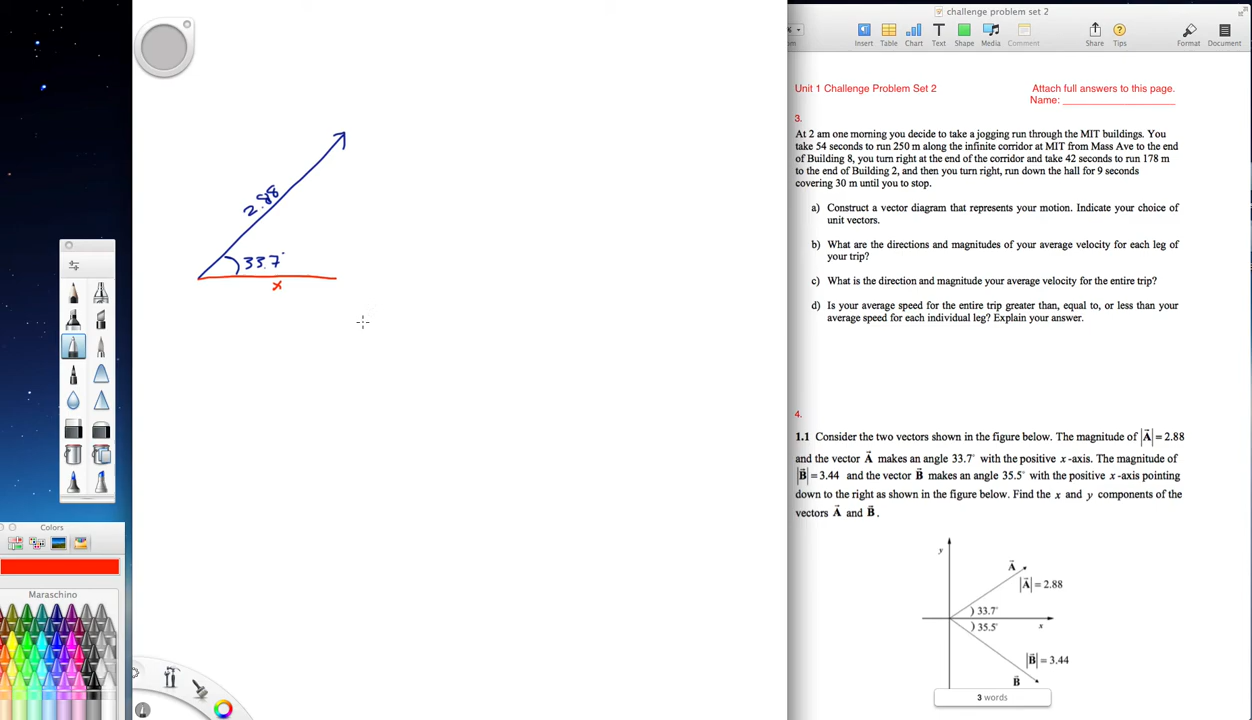 challenge problem set 2
Insert Table Chart Text Shape Media Comment Share Tips Format Document
Unit 1 Challenge Problem Set 2 Attach full answers to this page.
Name: ____________________
3.
At 2 am one morning you decide to take a jogging run through the MIT buildings. You
take 54 seconds to run 250 m along the infinite corridor at MIT from Mass Ave to the end
of Building 8, you turn right at the end of the corridor and take 42 seconds to run 178 m
to the end of Building 2, and then you turn right, run down the hall for 9 seconds
covering 30 m until you stop.
a) Construct a vector diagram that represents your motion. Indicate your choice of
unit vectors.
b) What are the directions and magnitudes of your average velocity for each leg of
your trip?
c) What is the direction and magnitude your average velocity for the entire trip?
d) Is your average speed for the entire trip greater than, equal to, or less than your
average speed for each individual leg? Explain your answer.
4.
1.1 Consider the two vectors shown in the figure below. The magnitude of |A⃗| = 2.88
and the vector A⃗ makes an angle 33.7° with the positive x-axis. The magnitude of
|B⃗| = 3.44 and the vector B⃗ makes an angle 35.5° with the positive x-axis pointing
down to the right as shown in the figure below. Find the x and y components of the
vectors A⃗ and B⃗.
y
A⃗
|A⃗| = 2.88
33.7°
x
35.5°
|B⃗| = 3.44
B⃗
3 words
2.88
33.7°
x
Colors
Maraschino